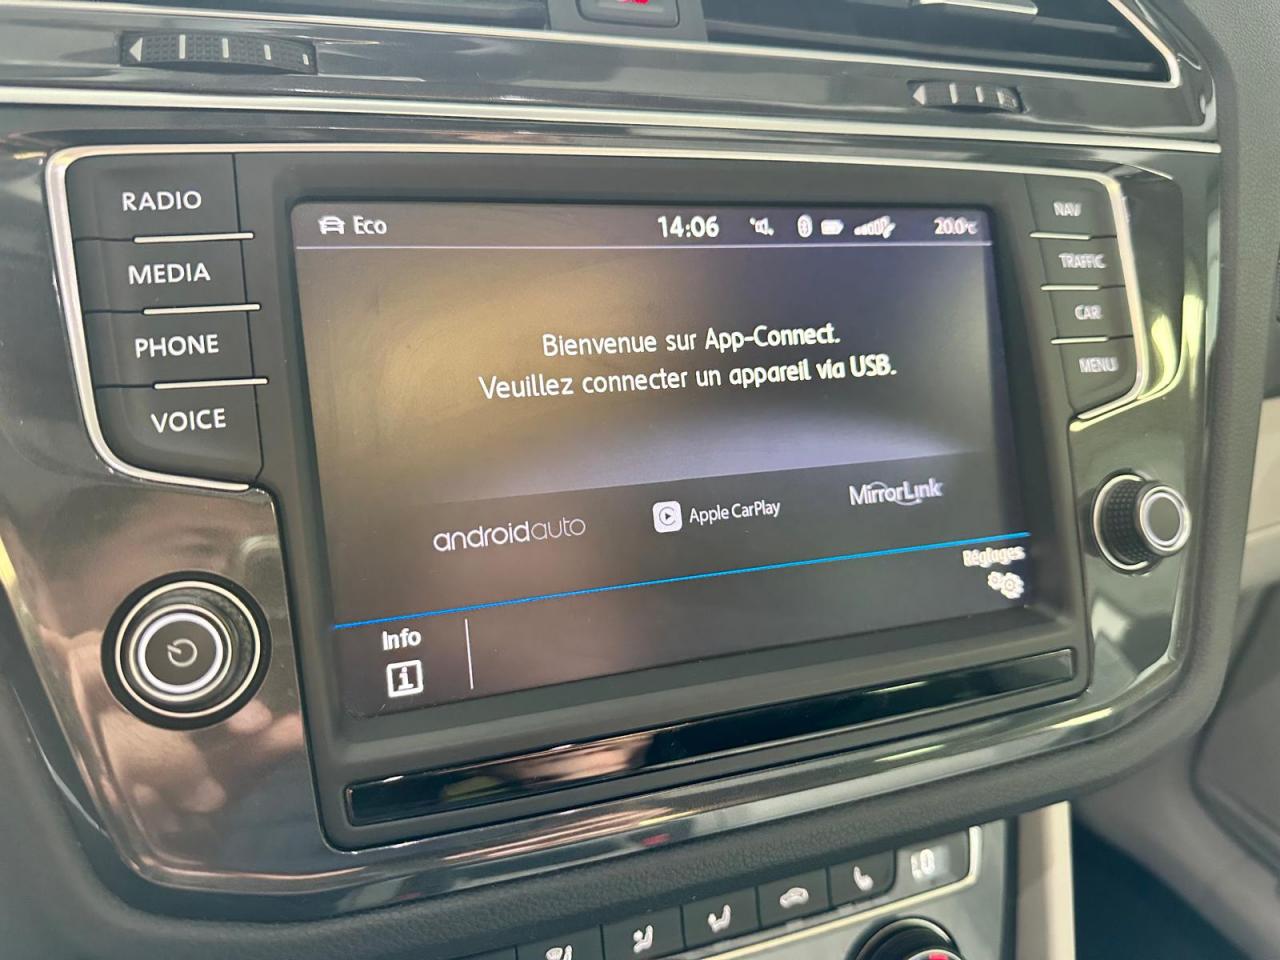 RADIO
MEDIA
PHONE
VOICE
Eco
14:06
20.0°C
Bienvenue sur App-Connect.
Veuillez connecter un appareil via USB.
androidauto
Apple CarPlay
MirrorLink
Réglages
Info
i
NAV
TRAFFIC
CAR
MENU